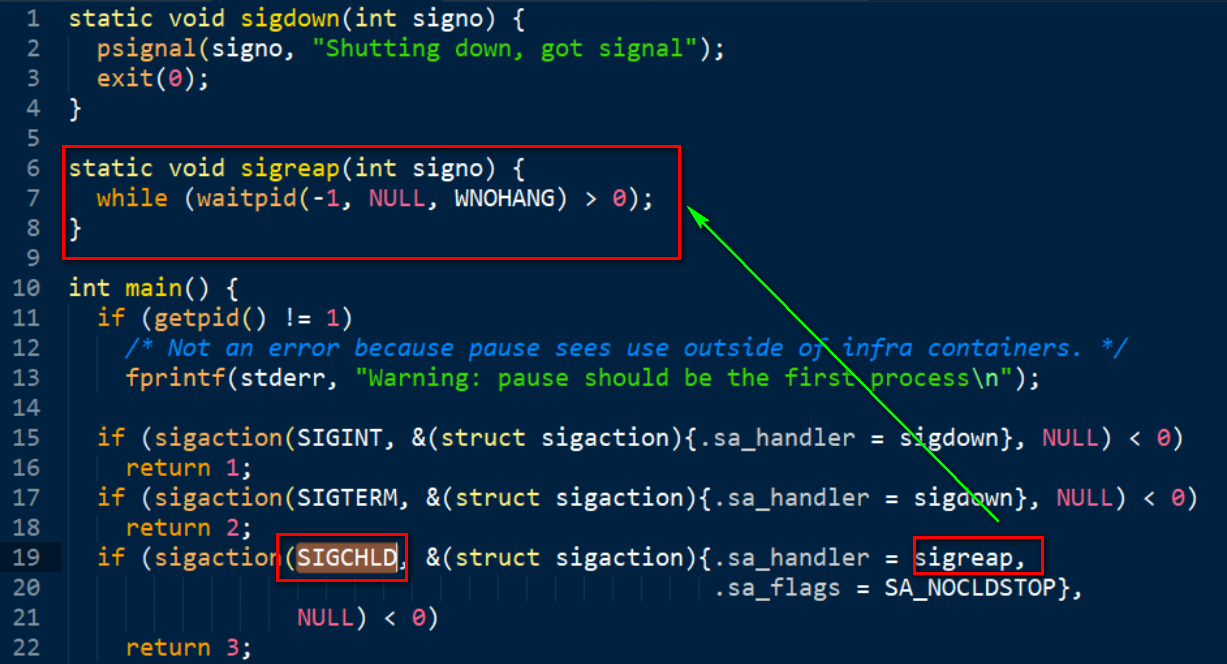 1 static void sigdown(int signo) {
2   psignal(signo, "Shutting down, got signal");
3   exit(0);
4 }
5
6 static void sigreap(int signo) {
7   while (waitpid(-1, NULL, WNOHANG) > 0);
8 }
9
10 int main() {
11   if (getpid() != 1)
12     /* Not an error because pause sees use outside of infra containers. */
13     fprintf(stderr, "Warning: pause should be the first process\n");
14
15   if (sigaction(SIGINT, &(struct sigaction){.sa_handler = sigdown}, NULL) < 0)
16     return 1;
17   if (sigaction(SIGTERM, &(struct sigaction){.sa_handler = sigdown}, NULL) < 0)
18     return 2;
19   if (sigaction(SIGCHLD, &(struct sigaction){.sa_handler = sigreap,
20                                              .sa_flags = SA_NOCLDSTOP},
21                 NULL) < 0)
22     return 3;